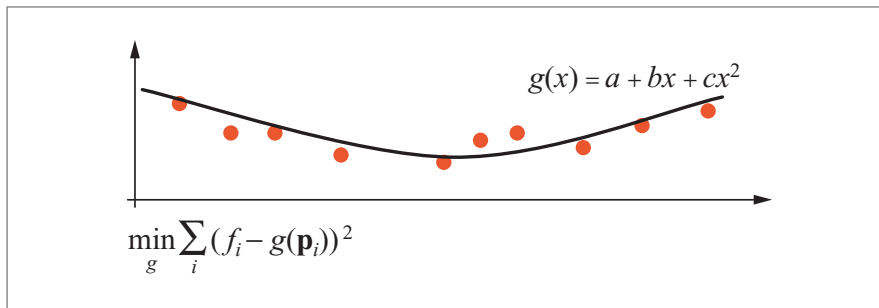 g(x) = a + bx + cx²
min g ∑ i (fᵢ − g(𝐩ᵢ))²